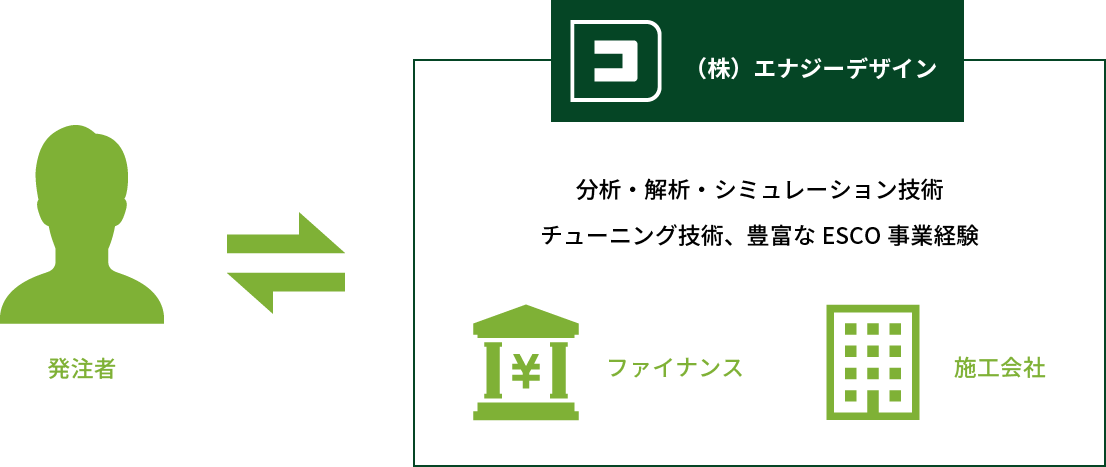 （株）エナジーデザイン
分析・解析・シミュレーション技術
チューニング技術、豊富な ESCO 事業経験
¥
ファイナンス
施工会社
発注者